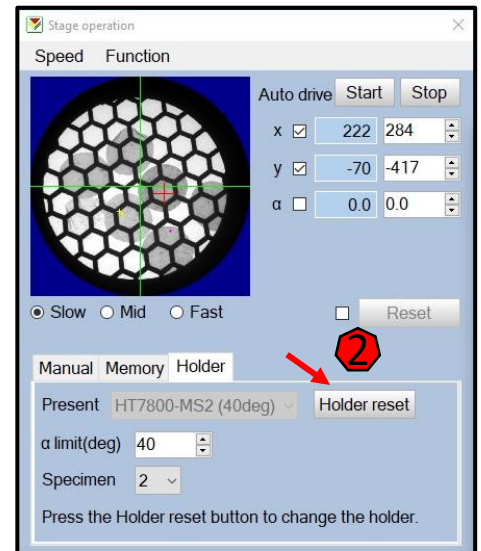 Stage operation
Speed Function
Auto drive Start Stop
x 222 284
y -70 -417
α 0.0 0.0
Slow Mid Fast Reset
2
Manual Memory Holder
Present HT7800-MS2 (40deg) Holder reset
α limit(deg) 40
Specimen 2
Press the Holder reset button to change the holder.